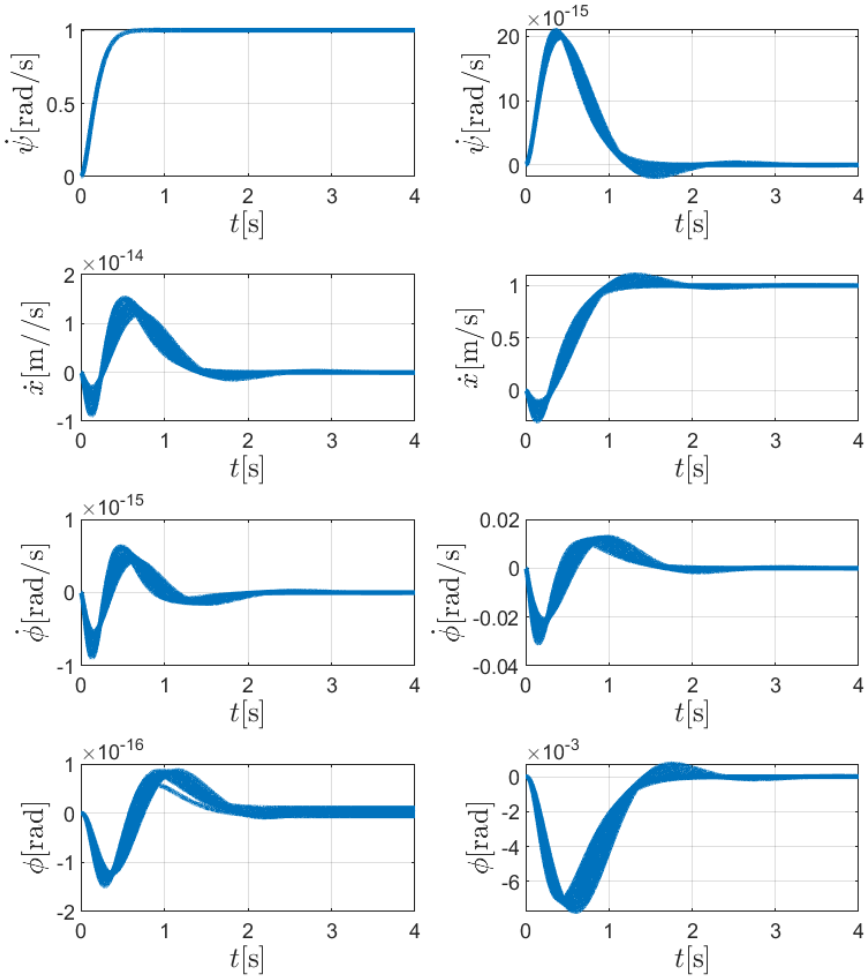 1
0.5
0
ψ̇[rad/s]
0 1 2 3 4
t[s]
×10-15
20
10
0
ψ̇[rad/s]
0 1 2 3 4
t[s]
×10-14
2
1
0
-1
ẋ[m//s]
0 1 2 3 4
t[s]
1
0.5
0
ẋ[m/s]
0 1 2 3 4
t[s]
×10-15
1
0
-1
ϕ̇[rad/s]
0 1 2 3 4
t[s]
0.02
0
-0.02
-0.04
ϕ̇[rad/s]
0 1 2 3 4
t[s]
×10-16
1
0
-1
-2
ϕ[rad]
0 1 2 3 4
t[s]
×10-3
0
-2
-4
-6
ϕ[rad]
0 1 2 3 4
t[s]